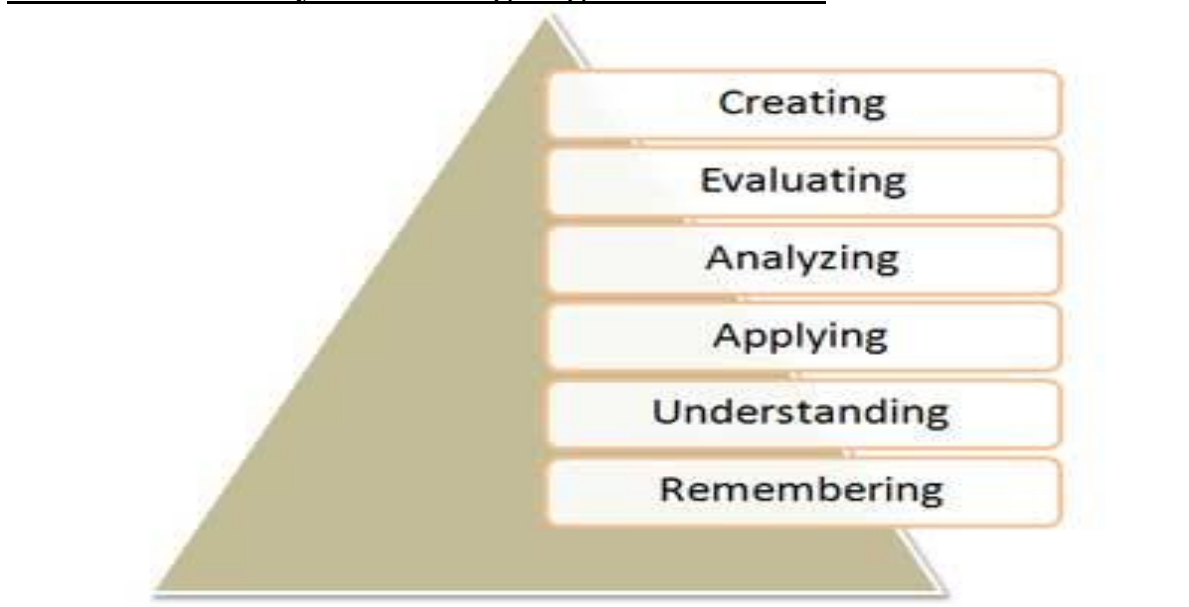 Creating
Evaluating
Analyzing
Applying
Understanding
Remembering